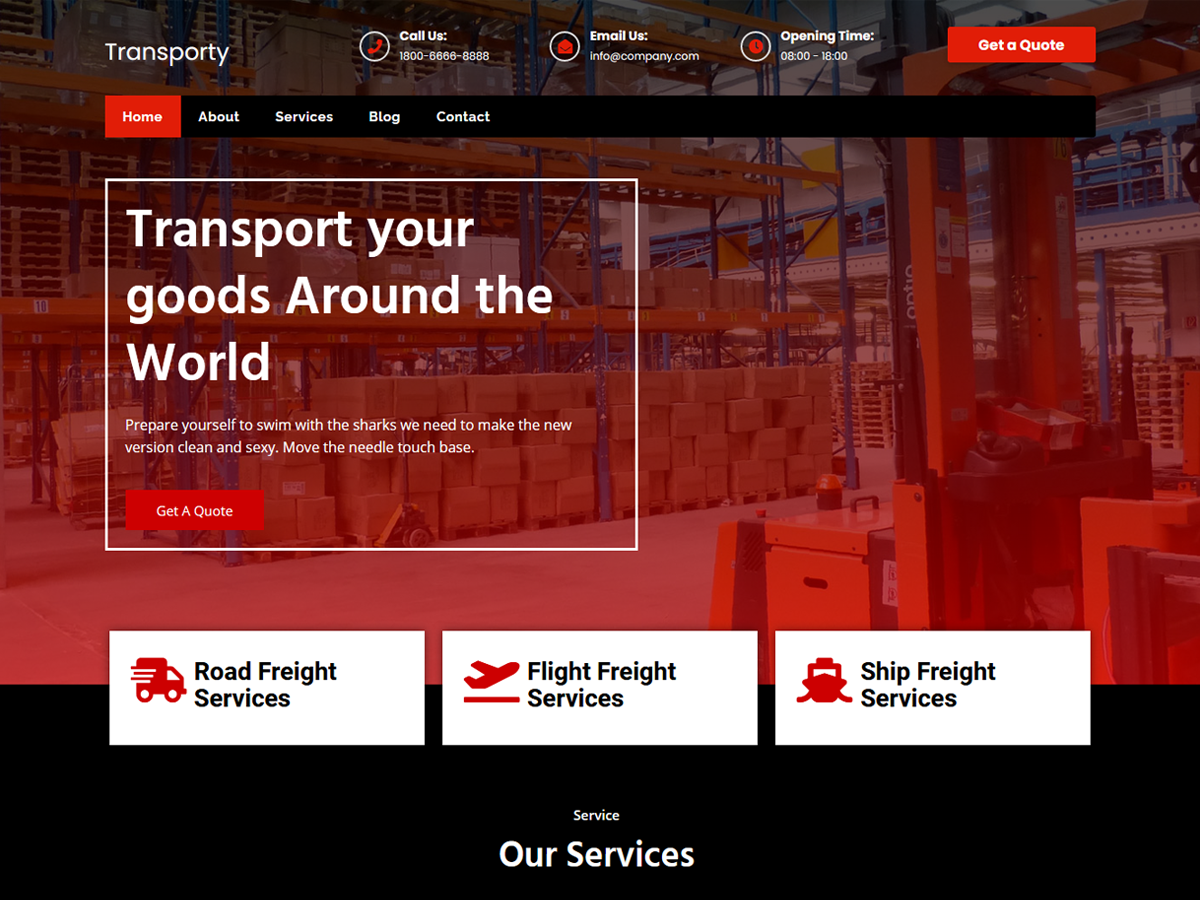 Transporty
Call Us:
1800-6666-8888
Email Us:
info@company.com
Opening Time:
08:00 - 18:00
Get a Quote
Home
About
Services
Blog
Contact
Transport your
goods Around the
World
Prepare yourself to swim with the sharks we need to make the new
version clean and sexy. Move the needle touch base.
Get A Quote
Road Freight
Services
Flight Freight
Services
Ship Freight
Services
Service
Our Services